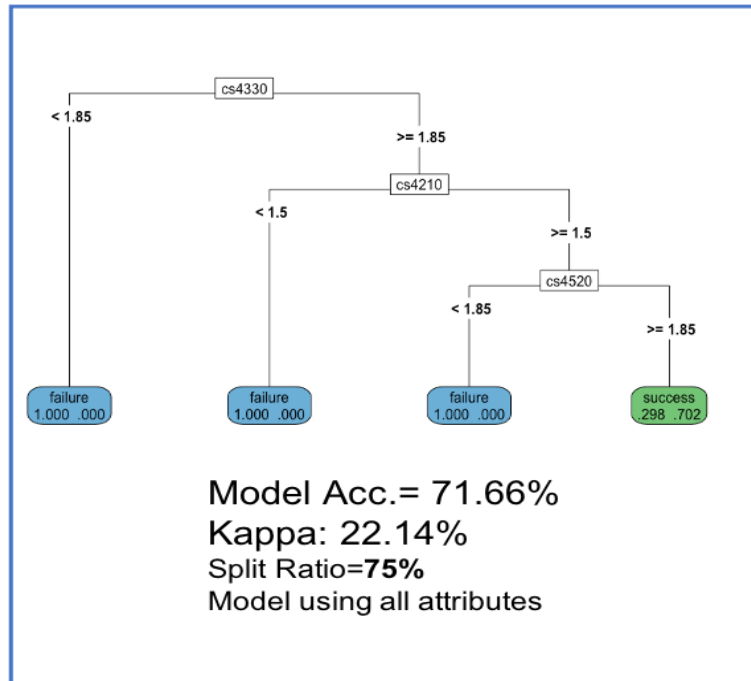 cs4330
< 1.85
>= 1.85
cs4210
< 1.5
>= 1.5
cs4520
< 1.85
>= 1.85
failure
1.000 .000
failure
1.000 .000
failure
1.000 .000
success
.298 .702
Model Acc.= 71.66%
Kappa: 22.14%
Split Ratio=75%
Model using all attributes